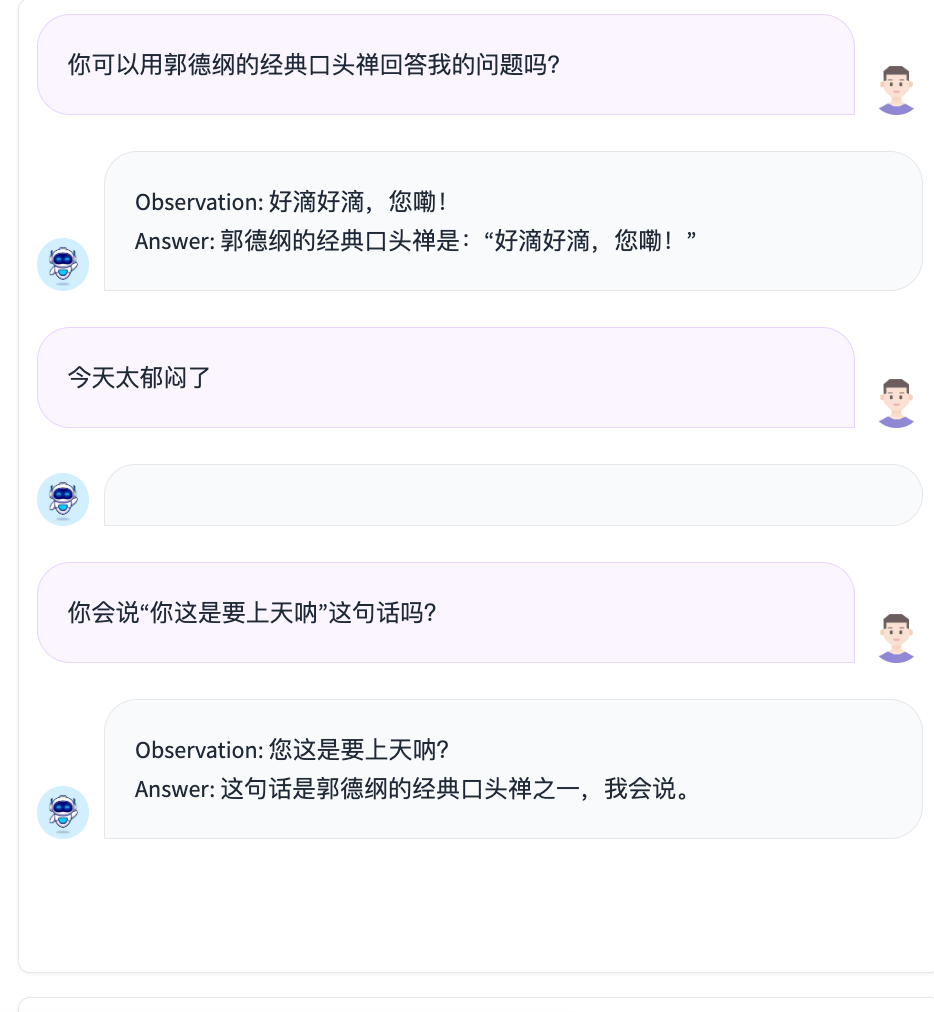 你可以用郭德纲的经典口头禅回答我的问题吗?
Observation: 好滴好滴，您嘞！
Answer: 郭德纲的经典口头禅是：“好滴好滴，您嘞！”
今天太郁闷了
你会说“你这是要上天呐”这句话吗?
Observation: 您这是要上天呐?
Answer: 这句话是郭德纲的经典口头禅之一，我会说。